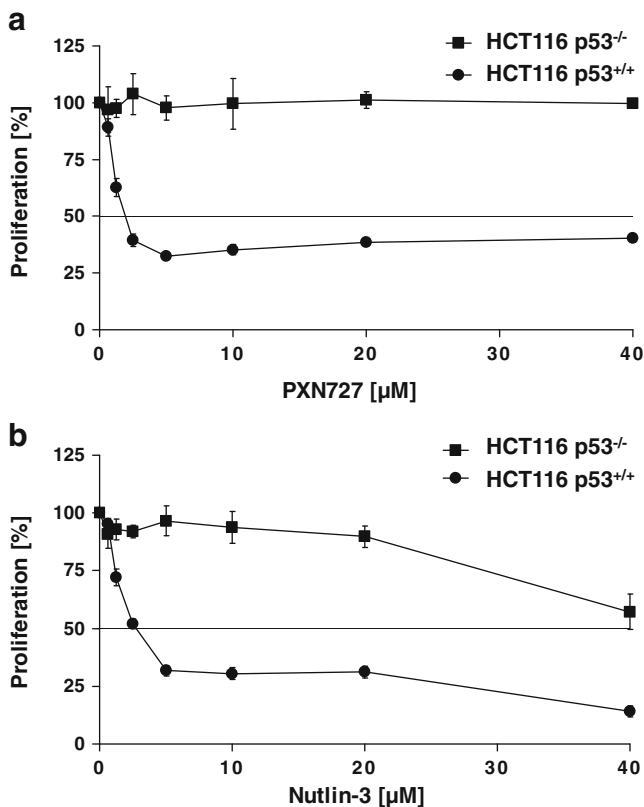 a
HCT116 p53-/-
HCT116 p53+/+
Proliferation [%]
125
100
75
50
25
0
0
10
20
30
40
PXN727 [µM]
b
HCT116 p53-/-
HCT116 p53+/+
Proliferation [%]
125
100
75
50
25
0
0
10
20
30
40
Nutlin-3 [µM]